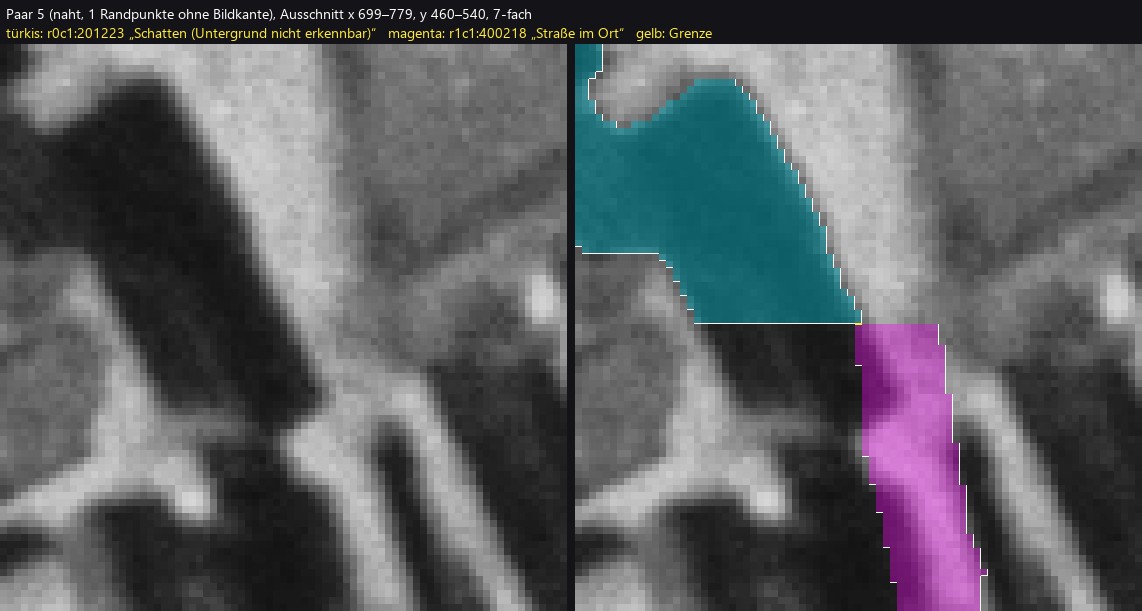 Paar 5 (naht, 1 Randpunkte ohne Bildkante), Ausschnitt x 699–779, y 460–540, 7-fach
türkis: r0c1:201223 „Schatten (Untergrund nicht erkennbar)“ magenta: r1c1:400218 „Straße im Ort“ gelb: Grenze